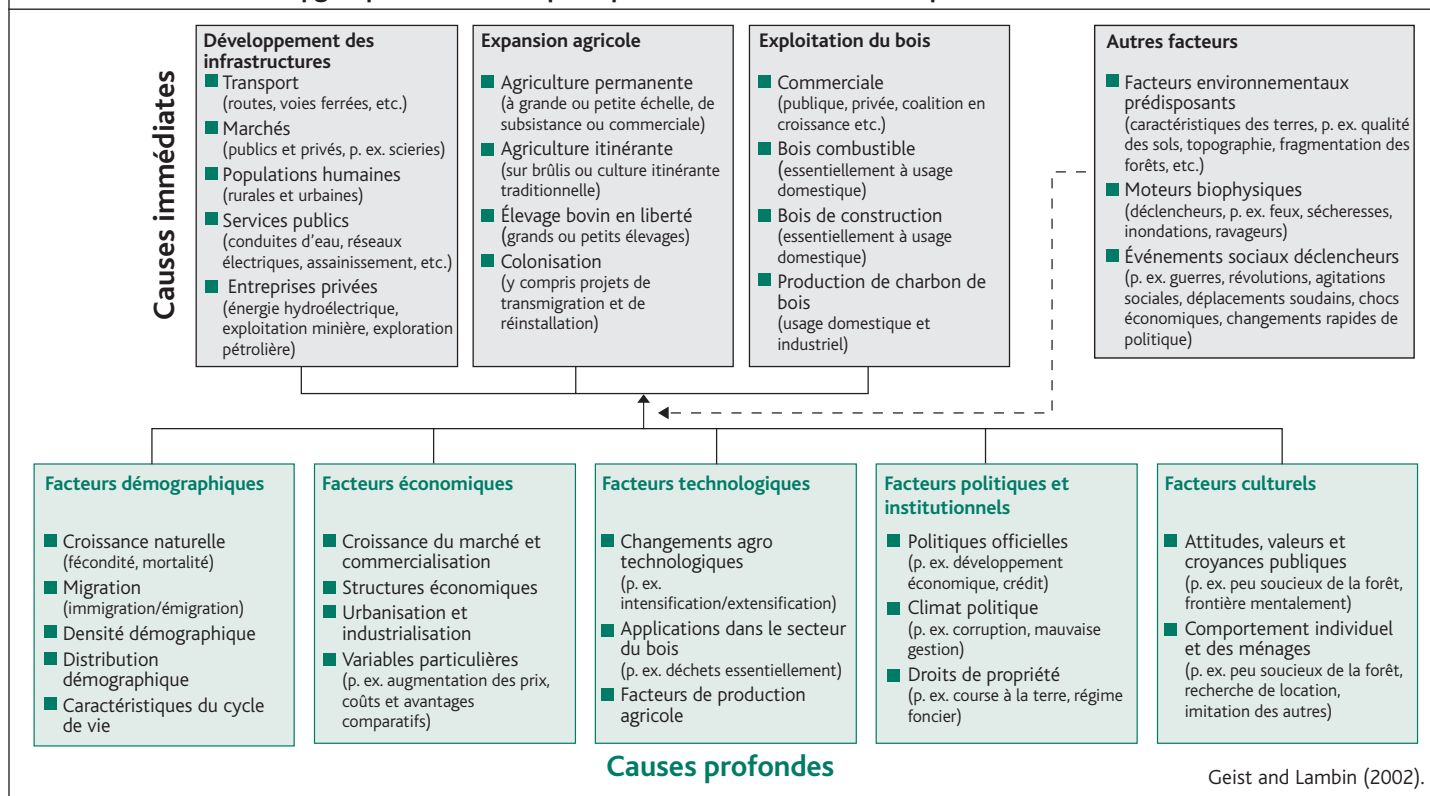 Causes immédiates
Développement des
infrastructures
Transport
(routes, voies ferrées, etc.)
Marchés
(publics et privés, p. ex. scieries)
Populations humaines
(rurales et urbaines)
Services publics
(conduites d’eau, réseaux
électriques, assainissement, etc.)
Entreprises privées
(énergie hydroélectrique,
exploitation minière, exploration
pétrolière)
Expansion agricole
Agriculture permanente
(à grande ou petite échelle, de
subsistance ou commerciale)
Agriculture itinérante
(sur brûlis ou culture itinérante
traditionnelle)
Élevage bovin en liberté
(grands ou petits élevages)
Colonisation
(y compris projets de
transmigration et de
réinstallation)
Exploitation du bois
Commerciale
(publique, privée, coalition en
croissance etc.)
Bois combustible
(essentiellement à usage
domestique)
Bois de construction
(essentiellement à usage
domestique)
Production de charbon de
bois
(usage domestique et
industriel)
Autres facteurs
Facteurs environnementaux
prédisposants
(caractéristiques des terres, p. ex. qualité
des sols, topographie, fragmentation des
forêts, etc.)
Moteurs biophysiques
(déclencheurs, p. ex. feux, sécheresses,
inondations, ravageurs)
Événements sociaux déclencheurs
(p. ex. guerres, révolutions, agitations
sociales, déplacements soudains, chocs
économiques, changements rapides de
politique)
Facteurs démographiques
Croissance naturelle
(fécondité, mortalité)
Migration
(immigration/émigration)
Densité démographique
Distribution
démographique
Caractéristiques du cycle
de vie
Facteurs économiques
Croissance du marché et
commercialisation
Structures économiques
Urbanisation et
industrialisation
Variables particulières
(p. ex. augmentation des prix,
coûts et avantages
comparatifs)
Facteurs technologiques
Changements agro
technologiques
(p. ex.
intensification/extensification)
Applications dans le secteur
du bois
(p. ex. déchets essentiellement)
Facteurs de production
agricole
Facteurs politiques et
institutionnels
Politiques officielles
(p. ex. développement
économique, crédit)
Climat politique
(p. ex. corruption, mauvaise
gestion)
Droits de propriété
(p. ex. course à la terre, régime
foncier)
Facteurs culturels
Attitudes, valeurs et
croyances publiques
(p. ex. peu soucieux de la forêt,
frontière mentalement)
Comportement individuel
et des ménages
(p. ex. peu soucieux de la forêt,
recherche de location,
imitation des autres)
Causes profondes
Geist and Lambin (2002).